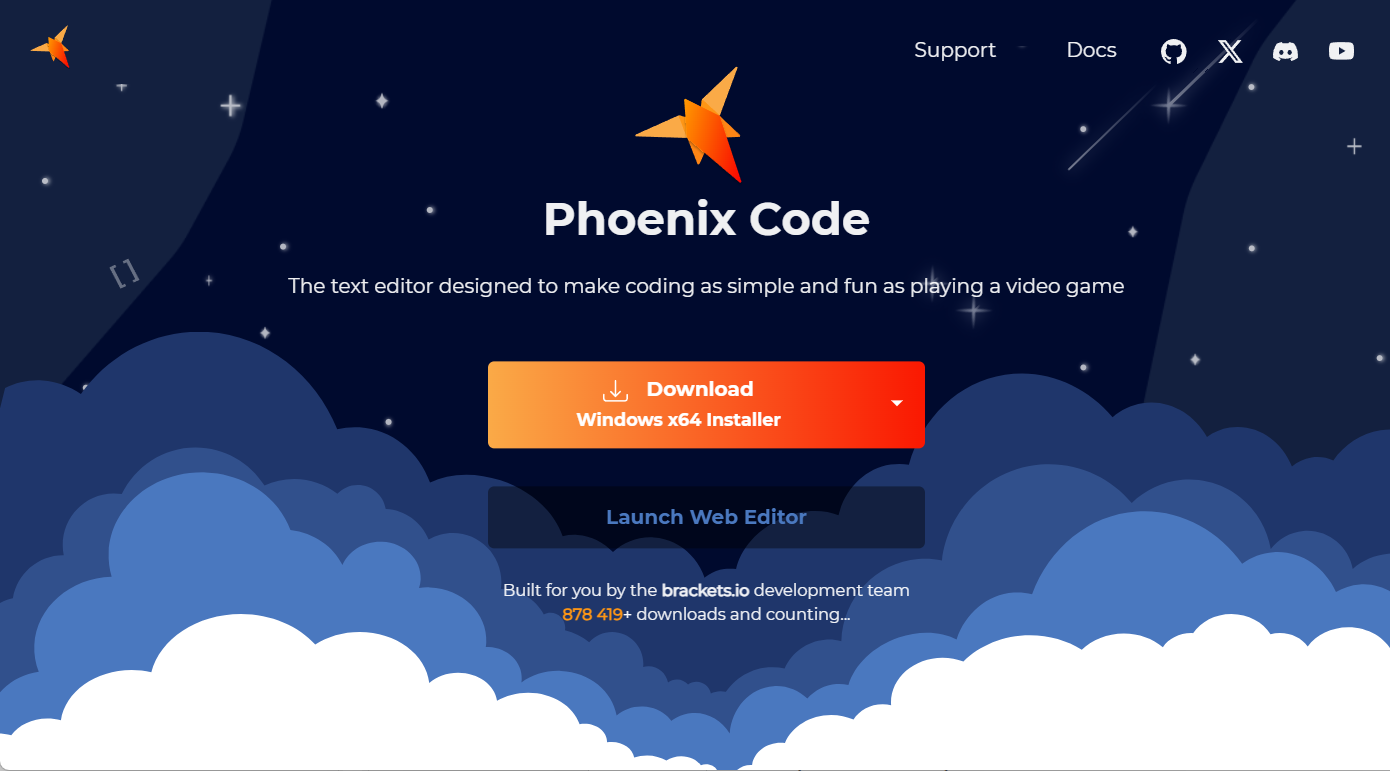 Support
Docs
Phoenix Code
The text editor designed to make coding as simple and fun as playing a video game
[ ]
Download
Windows x64 Installer
Launch Web Editor
Built for you by the brackets.io development team
878 419+ downloads and counting...